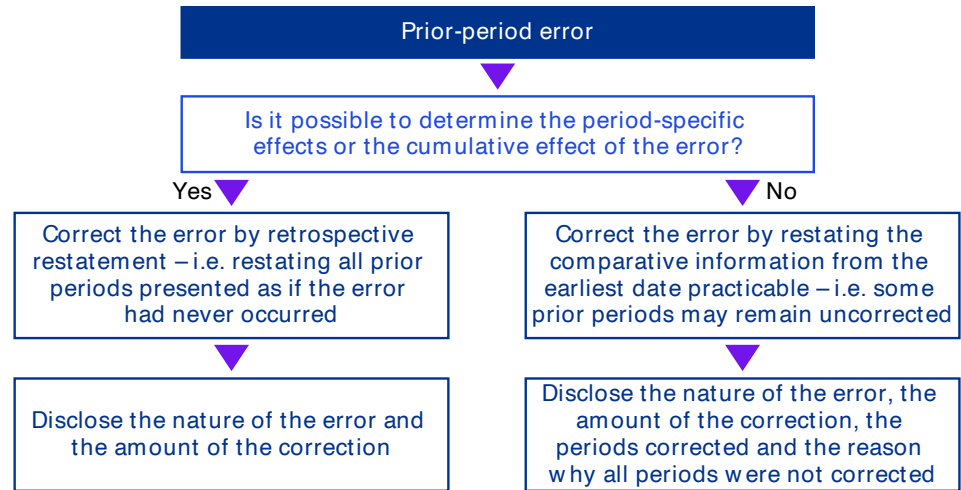 Prior-period error
Is it possible to determine the period-specific
effects or the cumulative effect of the error?
Yes
No
Correct the error by retrospective
restatement – i.e. restating all prior
periods presented as if the error
had never occurred
Correct the error by restating the
comparative information from the
earliest date practicable – i.e. some
prior periods may remain uncorrected
Disclose the nature of the error and
the amount of the correction
Disclose the nature of the error, the
amount of the correction, the
periods corrected and the reason
why all periods were not corrected